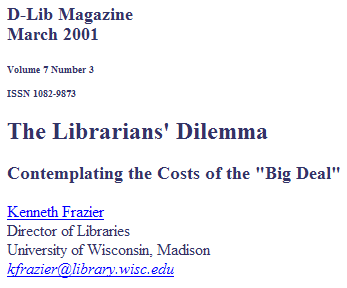 D-Lib Magazine
March 2001
Volume 7 Number 3
ISSN 1082-9873
The Librarians' Dilemma
Contemplating the Costs of the "Big Deal"
Kenneth Frazier
Director of Libraries
University of Wisconsin, Madison
kfrazier@library.wisc.edu